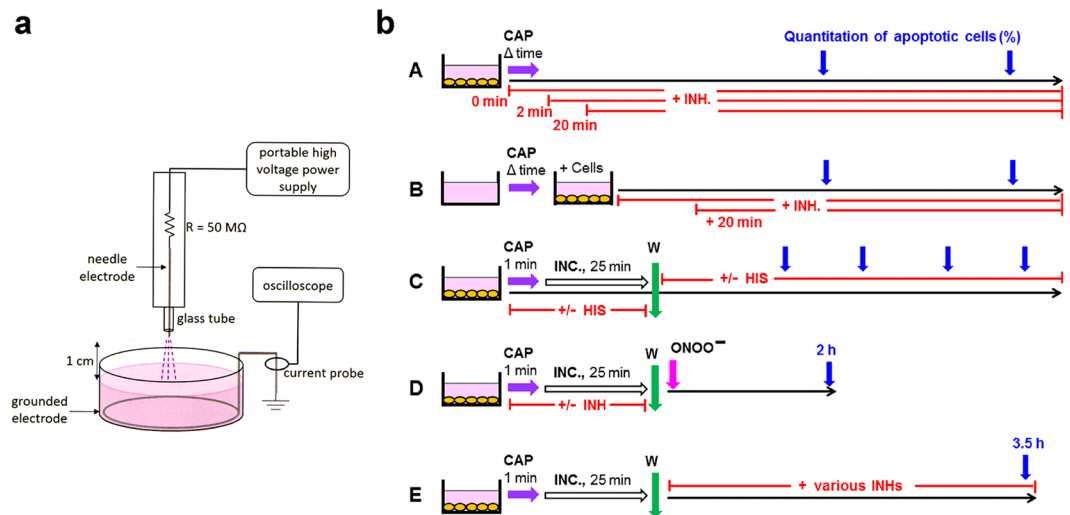 a
portable high
voltage power
supply
R = 50 MΩ
needle
electrode
oscilloscope
glass tube
1 cm
current probe
grounded
electrode
b
CAP
Δ time
Quantitation of apoptotic cells (%)
A
0 min
2 min
20 min
+ INH.
CAP
Δ time
+ Cells
B
+ INH.
+ 20 min
CAP
1 min
INC., 25 min
W
+/- HIS
C
+/- HIS
CAP
1 min
INC., 25 min
W
ONOO⁻
2 h
D
+/- INH
CAP
1 min
INC., 25 min
W
3.5 h
+ various INHs
E